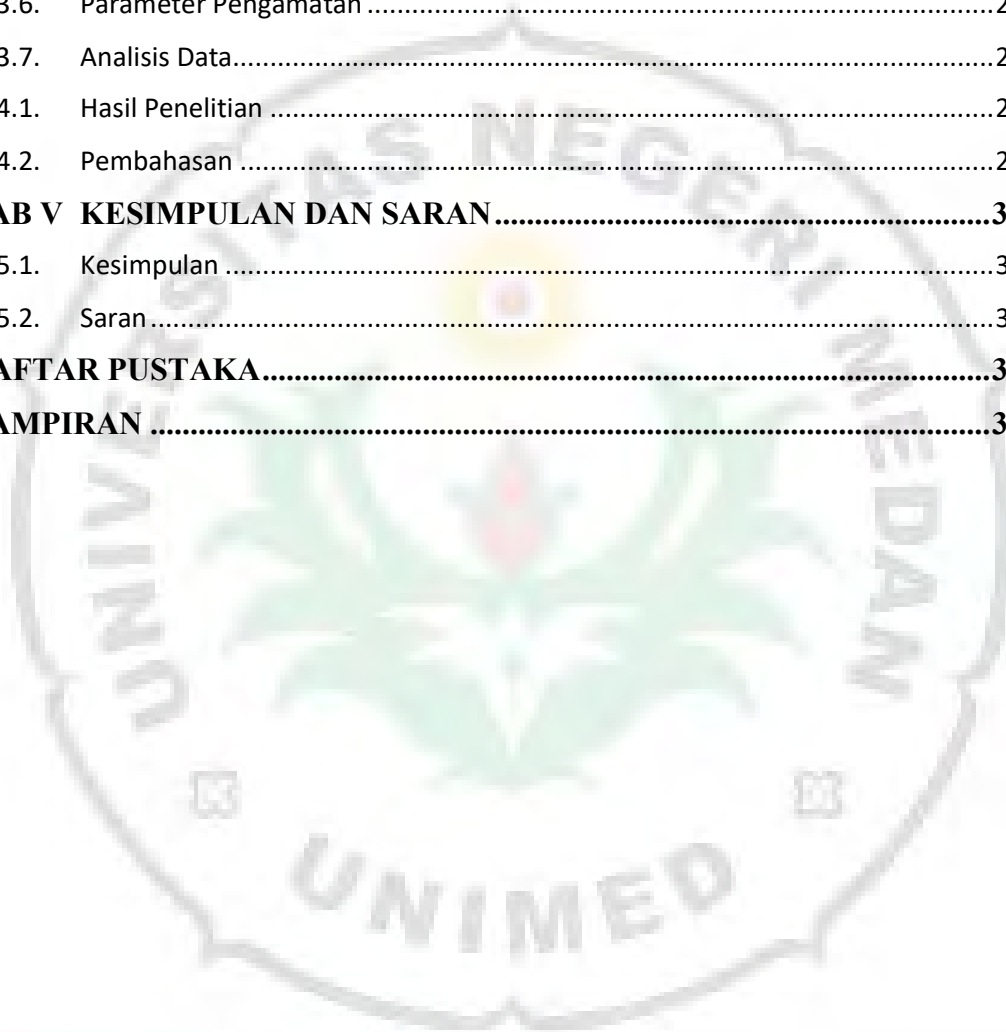 3.6. Parameter Pengamatan ........ 2
3.7. Analisis Data ........ 2
4.1. Hasil Penelitian ........ 2
4.2. Pembahasan ........ 2
AB V KESIMPULAN DAN SARAN ........ 3
5.1. Kesimpulan ........ 3
5.2. Saran ........ 3
AFTAR PUSTAKA ........ 3
AMPIRAN ........ 3
UNIVERSITAS NEGERI MEDAN
UNIMED